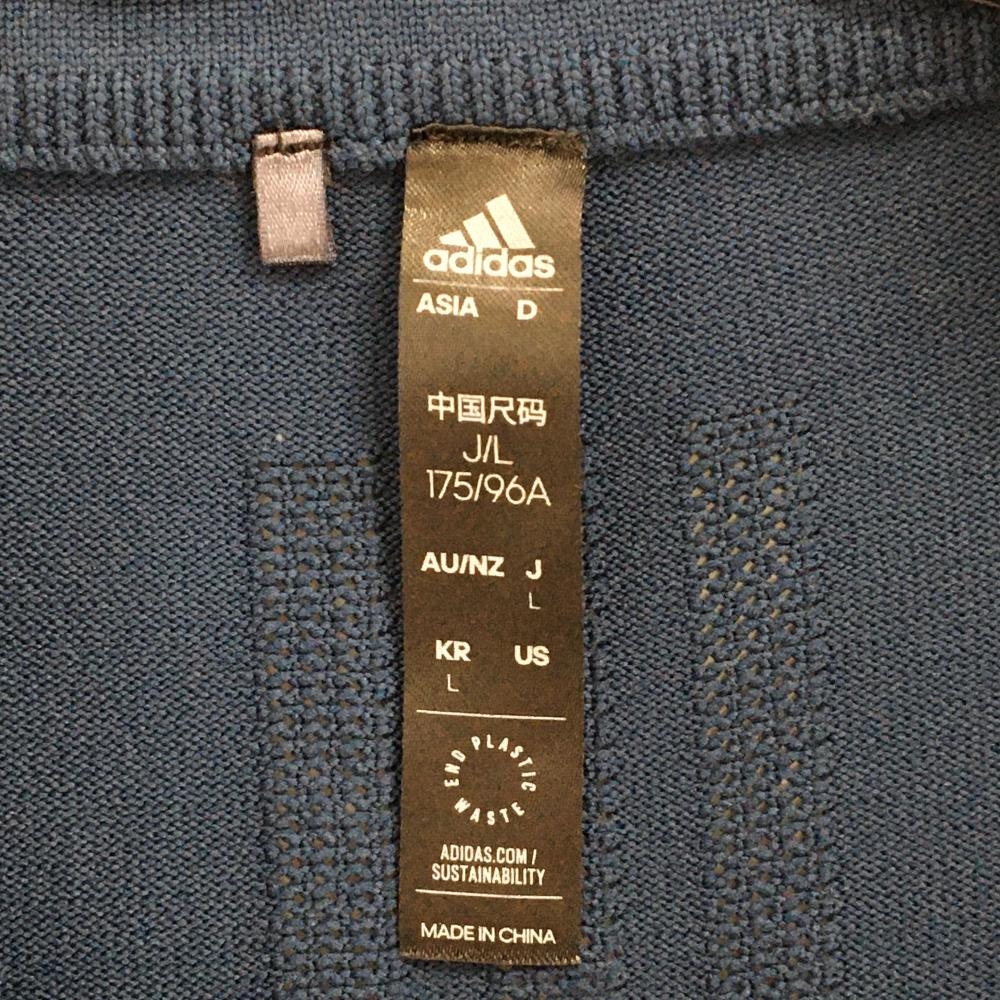 adidas
ASIA D
中国尺码
J/L
175/96A
AU/NZ J
L
KR US
L
END PLASTIC WASTE
ADIDAS.COM /
SUSTAINABILITY
MADE IN CHINA